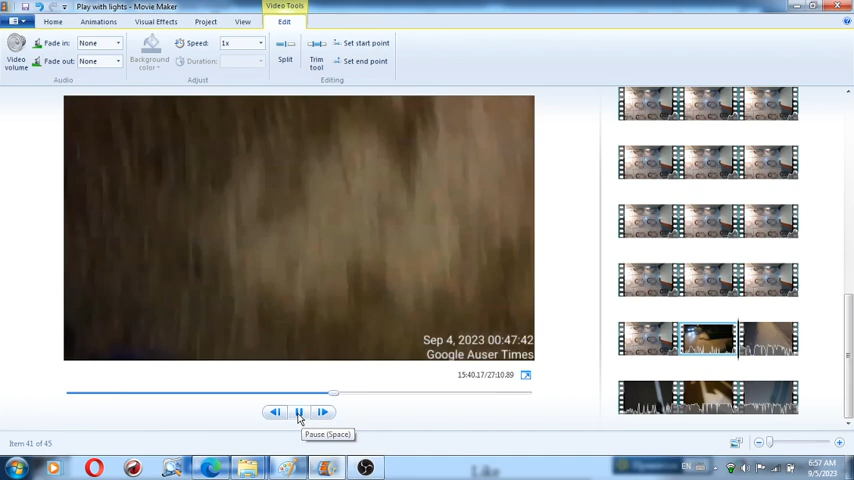 Play with lights - Movie Maker
Video Tools
Home
Animations
Visual Effects
Project
View
Edit
Video volume
Fade in: None
Fade out: None
Audio
Background color
Speed: 1x
Duration:
Adjust
Split
Trim tool
Set start point
Set end point
Editing
Sep 4, 2023 00:47:42
Google Auser Times
15:40.17/27:10.89
Pause (Space)
Item 41 of 45
Like
EN
6:57 AM
9/5/2023